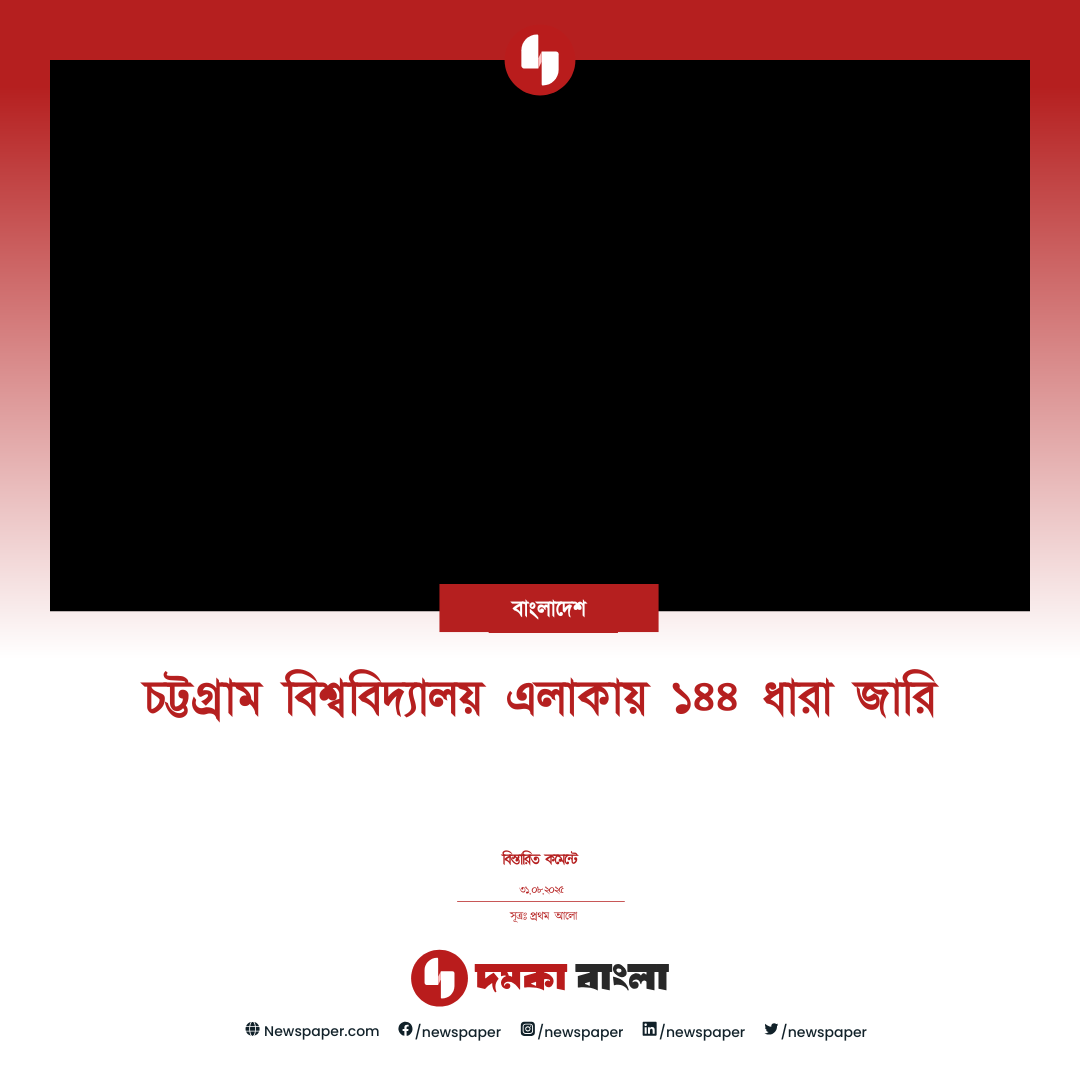 বাংলাদেশ
চট্টগ্রাম বিশ্ববিদ্যালয় এলাকায় ১৪৪ ধারা জারি
বিস্তারিত কমেন্টে
৩১.০৮.২০২৫
সূত্রঃ প্রথম আলো
দমকা বাংলা
Newspaper.com /newspaper /newspaper /newspaper /newspaper